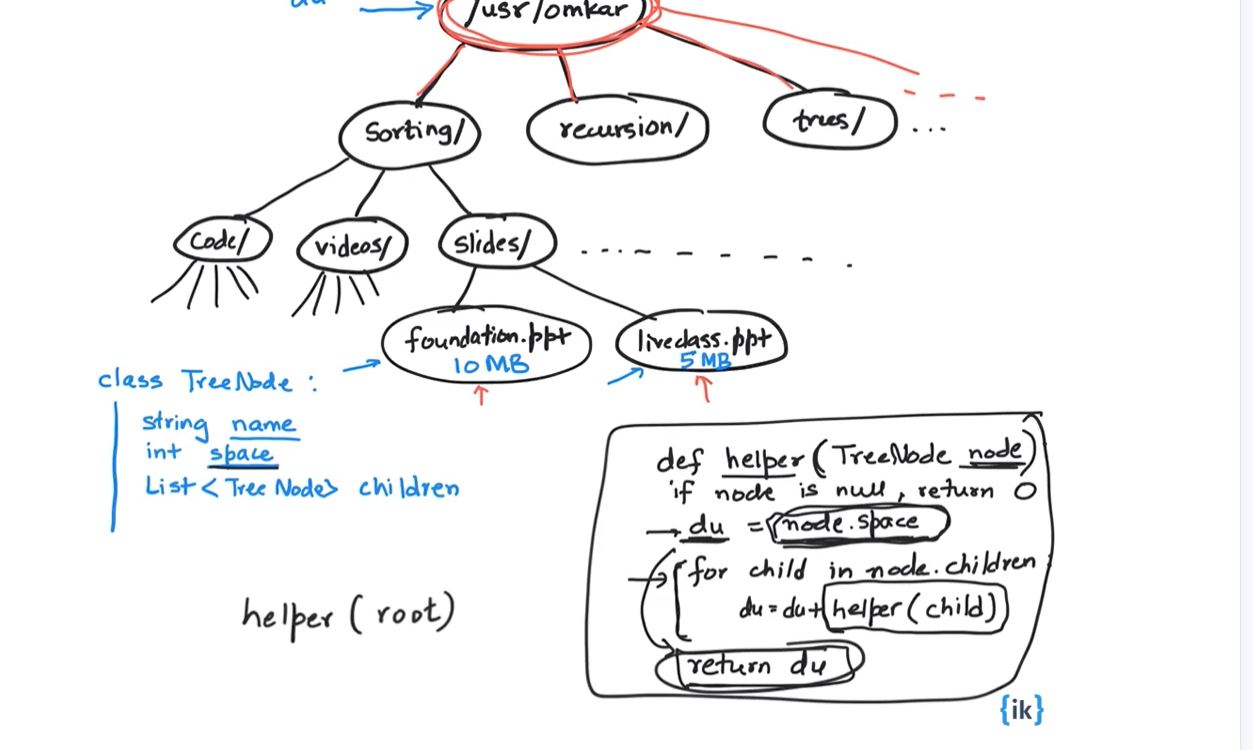 du
/usr/omkar
Sorting/
recursion/
trees/
...
code/
videos/
slides/
foundation.ppt
10 MB
liveclass.ppt
5 MB
class TreeNode :
string name
int space
List < Tree Node> children
helper ( root )
def helper ( TreeNode node )
if node is null, return 0
du = node.space
for child in node.children
du = du + helper ( child )
return du
{ik}